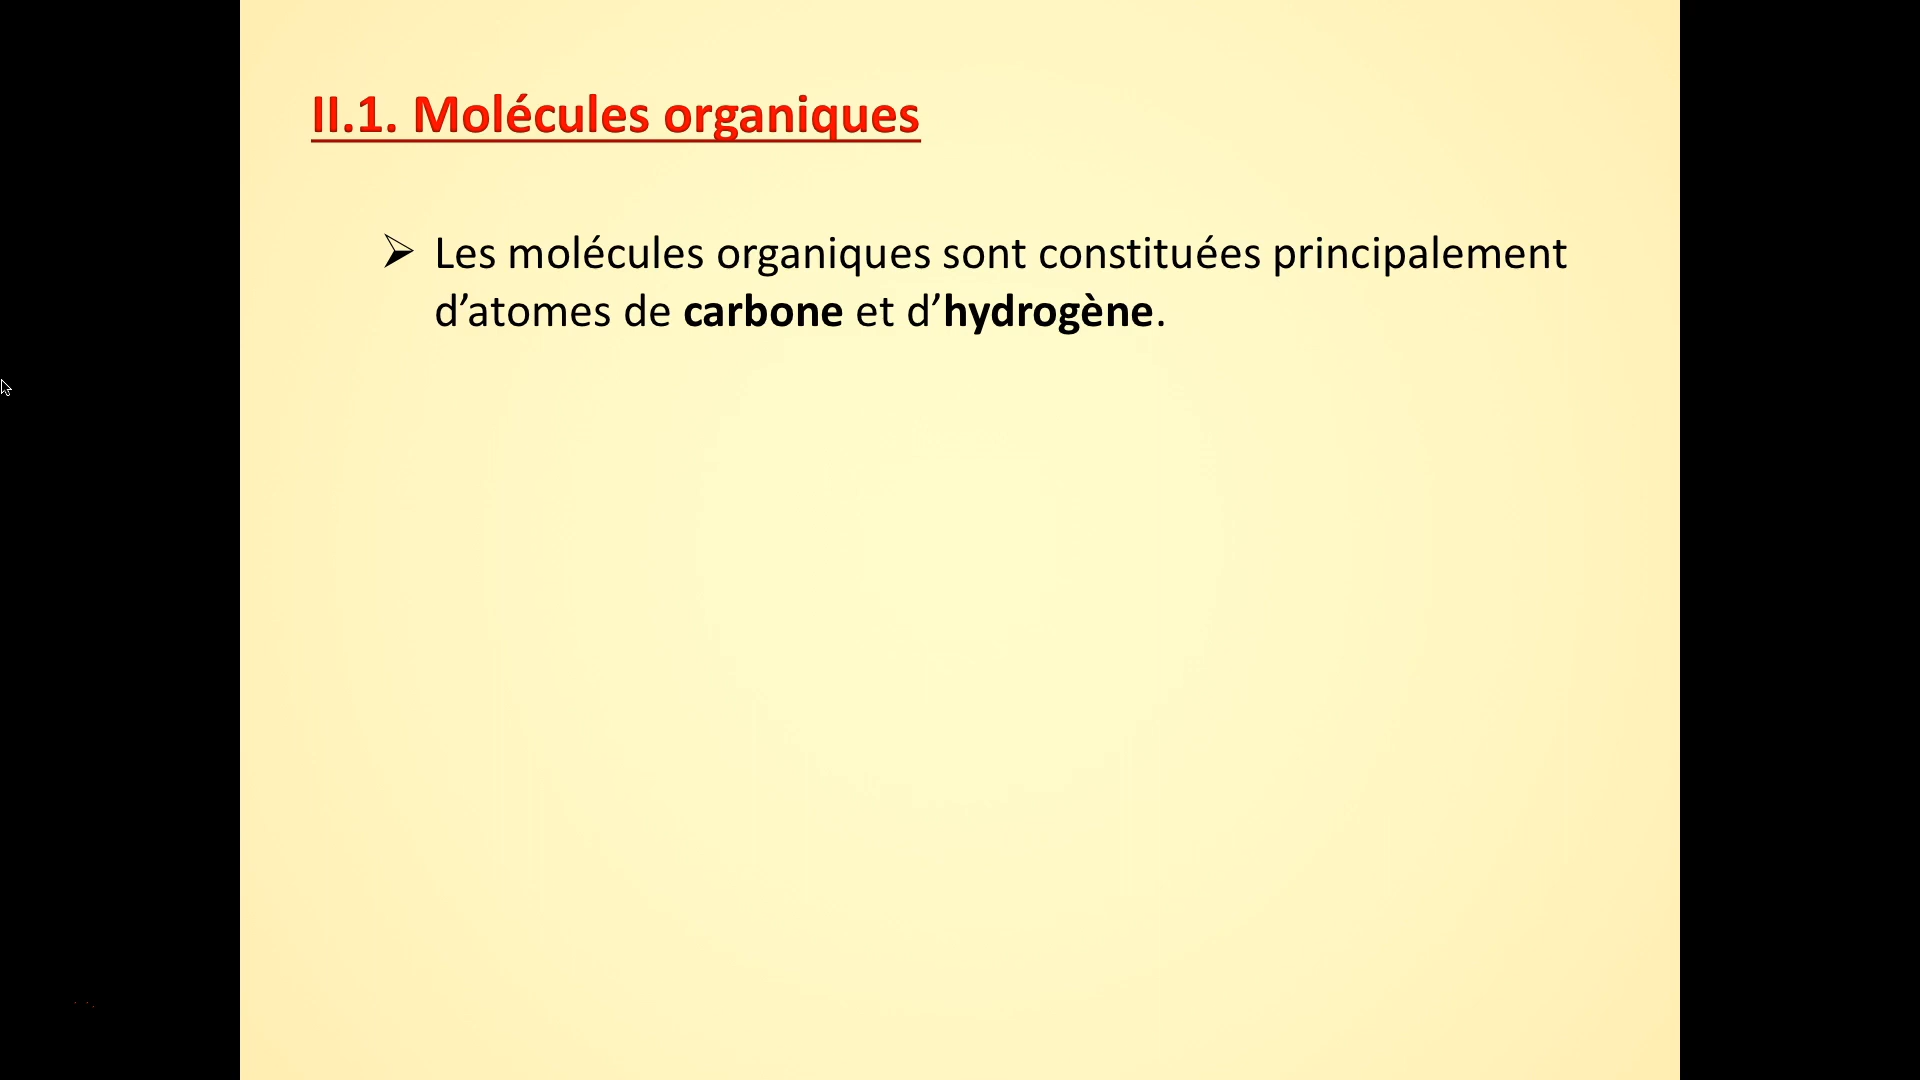 II.1. Molécules organiques
➢ Les molécules organiques sont constituées principalement
d’atomes de carbone et d’hydrogène.